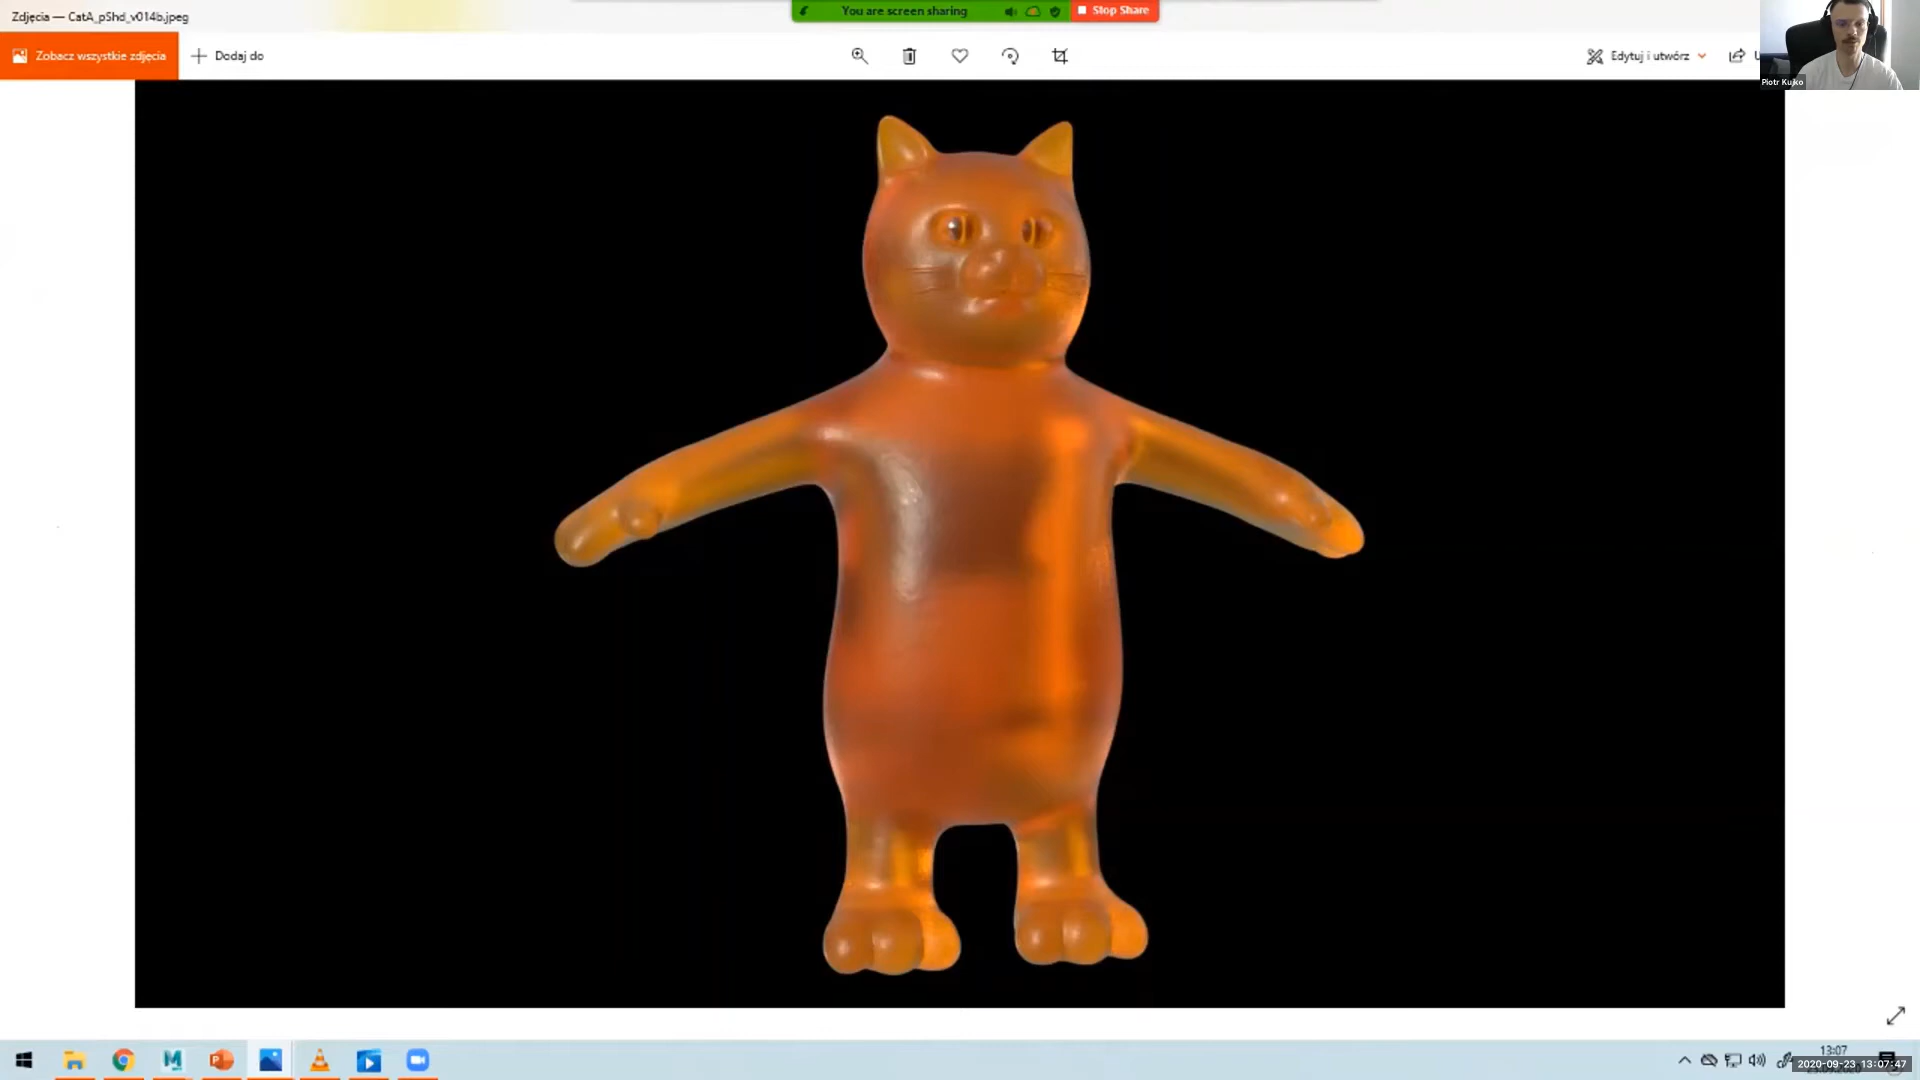 Zdjęcia — CatA_pShd_v014b.jpeg
You are screen sharing
Stop Share
Zobacz wszystkie zdjęcia
Dodaj do
Edytuj i utwórz
Piotr Kujko
13:07
2020-09-23 13:07:47